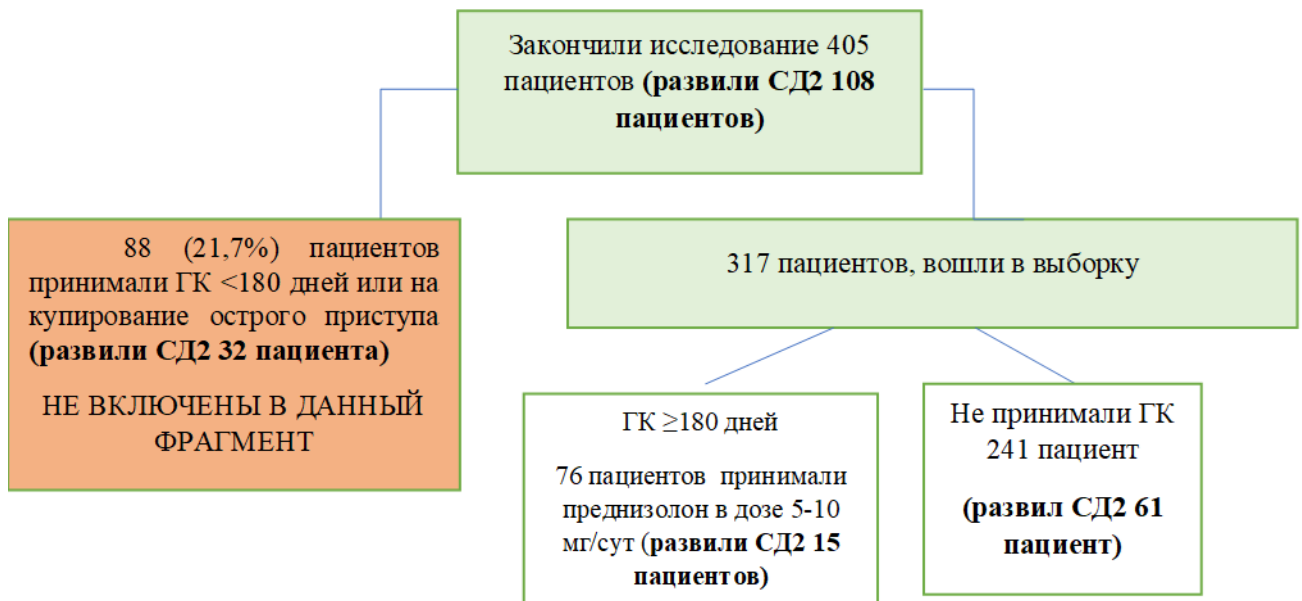 Закончили исследование 405
пациентов (развили СД2 108
пациентов)
88 (21,7%) пациентов
принимали ГК <180 дней или на
купирование острого приступа
(развили СД2 32 пациента)
НЕ ВКЛЮЧЕНЫ В ДАННЫЙ
ФРАГМЕНТ
317 пациентов, вошли в выборку
ГК ≥180 дней
76 пациентов принимали
преднизолон в дозе 5-10
мг/сут (развили СД2 15
пациентов)
Не принимали ГК
241 пациент
(развил СД2 61
пациент)